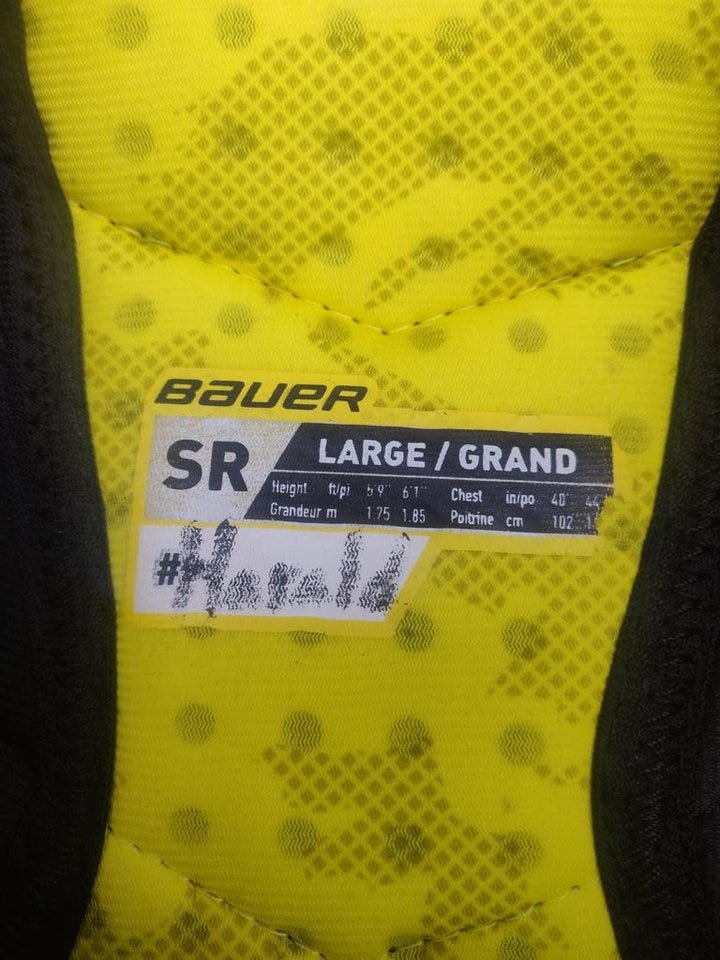 BAUER
SR
LARGE / GRAND
Height ft/pi 5'9" 6'1" Chest in/po 40" 44
Grandeur m 1.75 1.85 Poitrine cm 102
#Harold